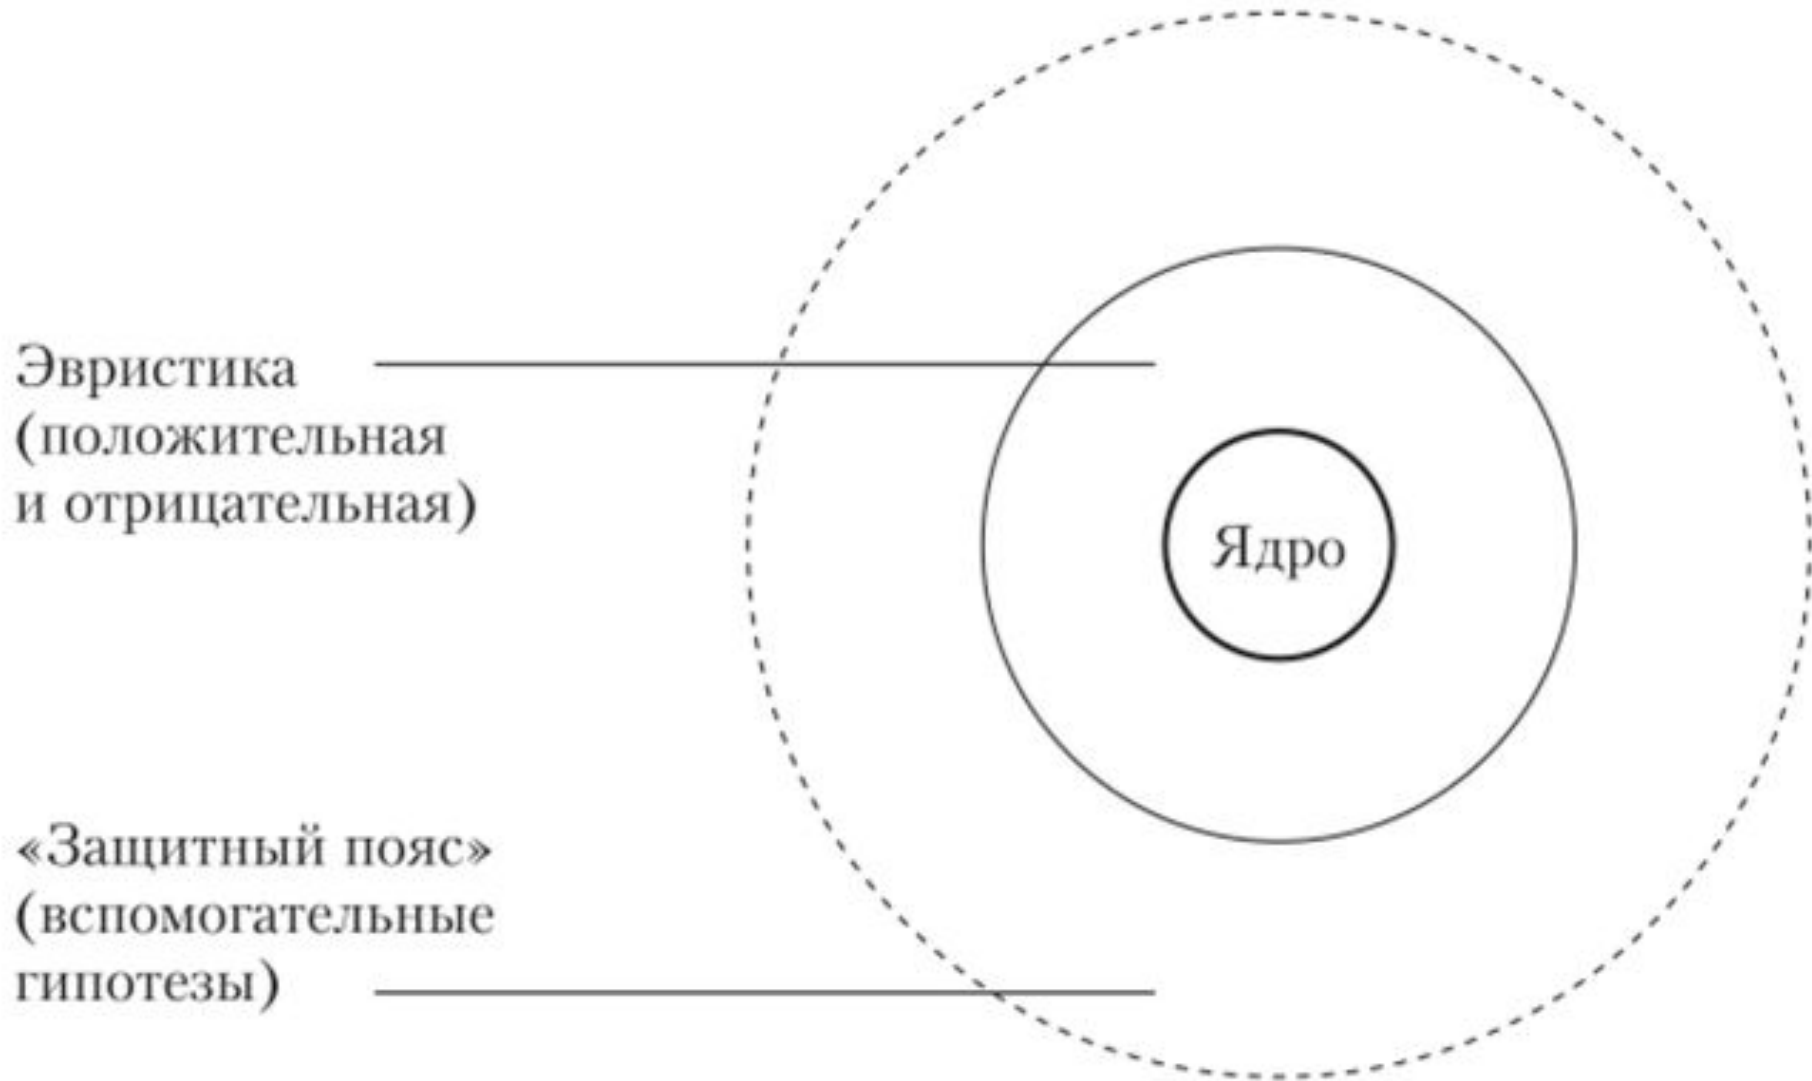 Эвристика
(положительная
и отрицательная)
Ядро
«Защитный пояс»
(вспомогательные
гипотезы)